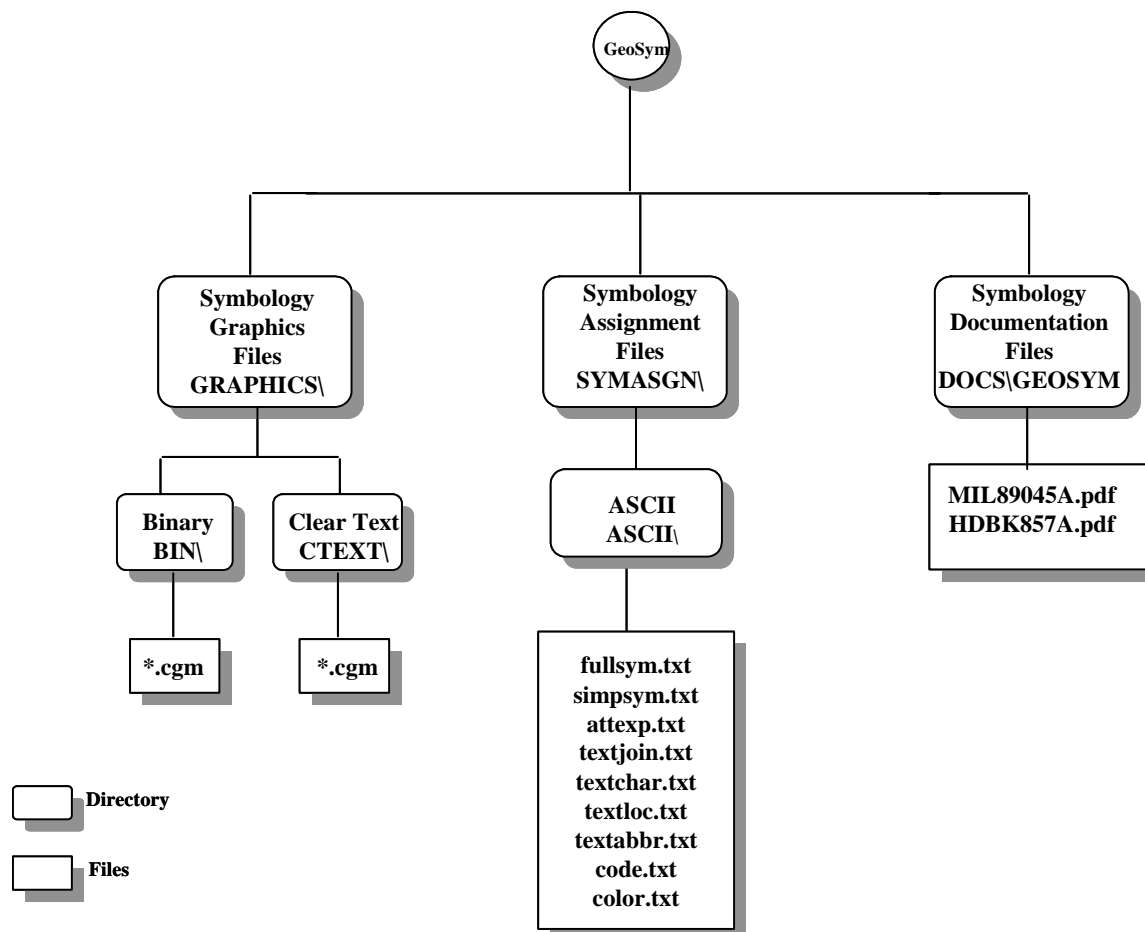 GeoSym
Symbology
Graphics
Files
GRAPHICS\
Symbology
Assignment
Files
SYMASGN\
Symbology
Documentation
Files
DOCS\GEOSYM
Binary
BIN\
Clear Text
CTEXT\
ASCII
ASCII\
MIL89045A.pdf
HDBK857A.pdf
*.cgm
*.cgm
fullsym.txt
simpsym.txt
attexp.txt
textjoin.txt
textchar.txt
textloc.txt
textabbr.txt
code.txt
color.txt
Directory
Files